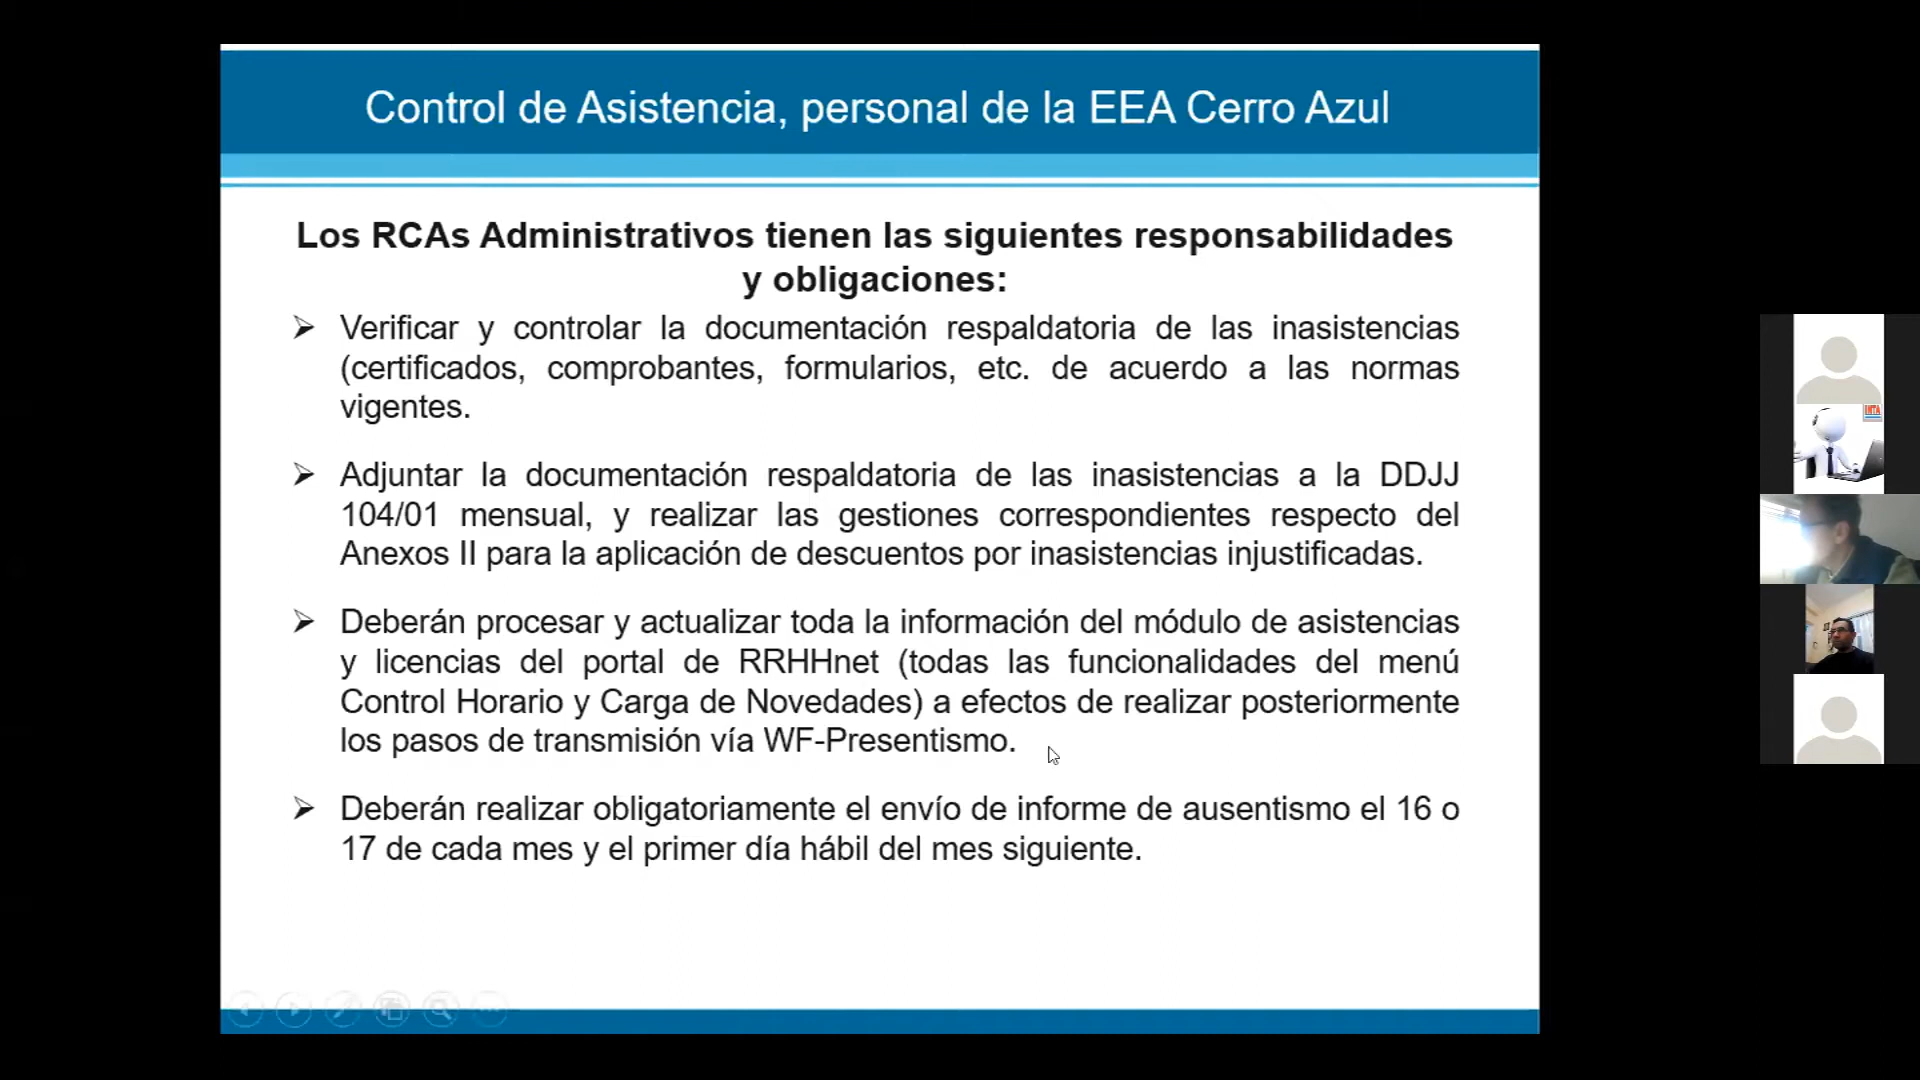 Control de Asistencia, personal de la EEA Cerro Azul
Los RCAs Administrativos tienen las siguientes responsabilidades
y obligaciones:
➢ Verificar y controlar la documentación respaldatoria de las inasistencias
(certificados, comprobantes, formularios, etc. de acuerdo a las normas
vigentes.
➢ Adjuntar la documentación respaldatoria de las inasistencias a la DDJJ
104/01 mensual, y realizar las gestiones correspondientes respecto del
Anexos II para la aplicación de descuentos por inasistencias injustificadas.
➢ Deberán procesar y actualizar toda la información del módulo de asistencias
y licencias del portal de RRHHnet (todas las funcionalidades del menú
Control Horario y Carga de Novedades) a efectos de realizar posteriormente
los pasos de transmisión vía WF-Presentismo.
➢ Deberán realizar obligatoriamente el envío de informe de ausentismo el 16 o
17 de cada mes y el primer día hábil del mes siguiente.